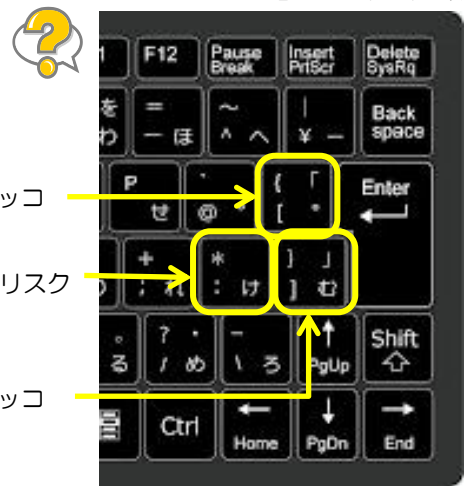 F12 Pause Insert Delete
Break PrtScr SysRq
を = ~ | Back
わ - ほ ^ へ ¥ ー space
ッコ
P ` { 「 Enter
せ @ ゛ [ ゜
リスク
+ * } 」
; れ : け ] む
。 ? ・ _ ↑ Shift
る / め \ ろ PgUp
ッコ
Ctrl ← ↓ →
Home PgDn End